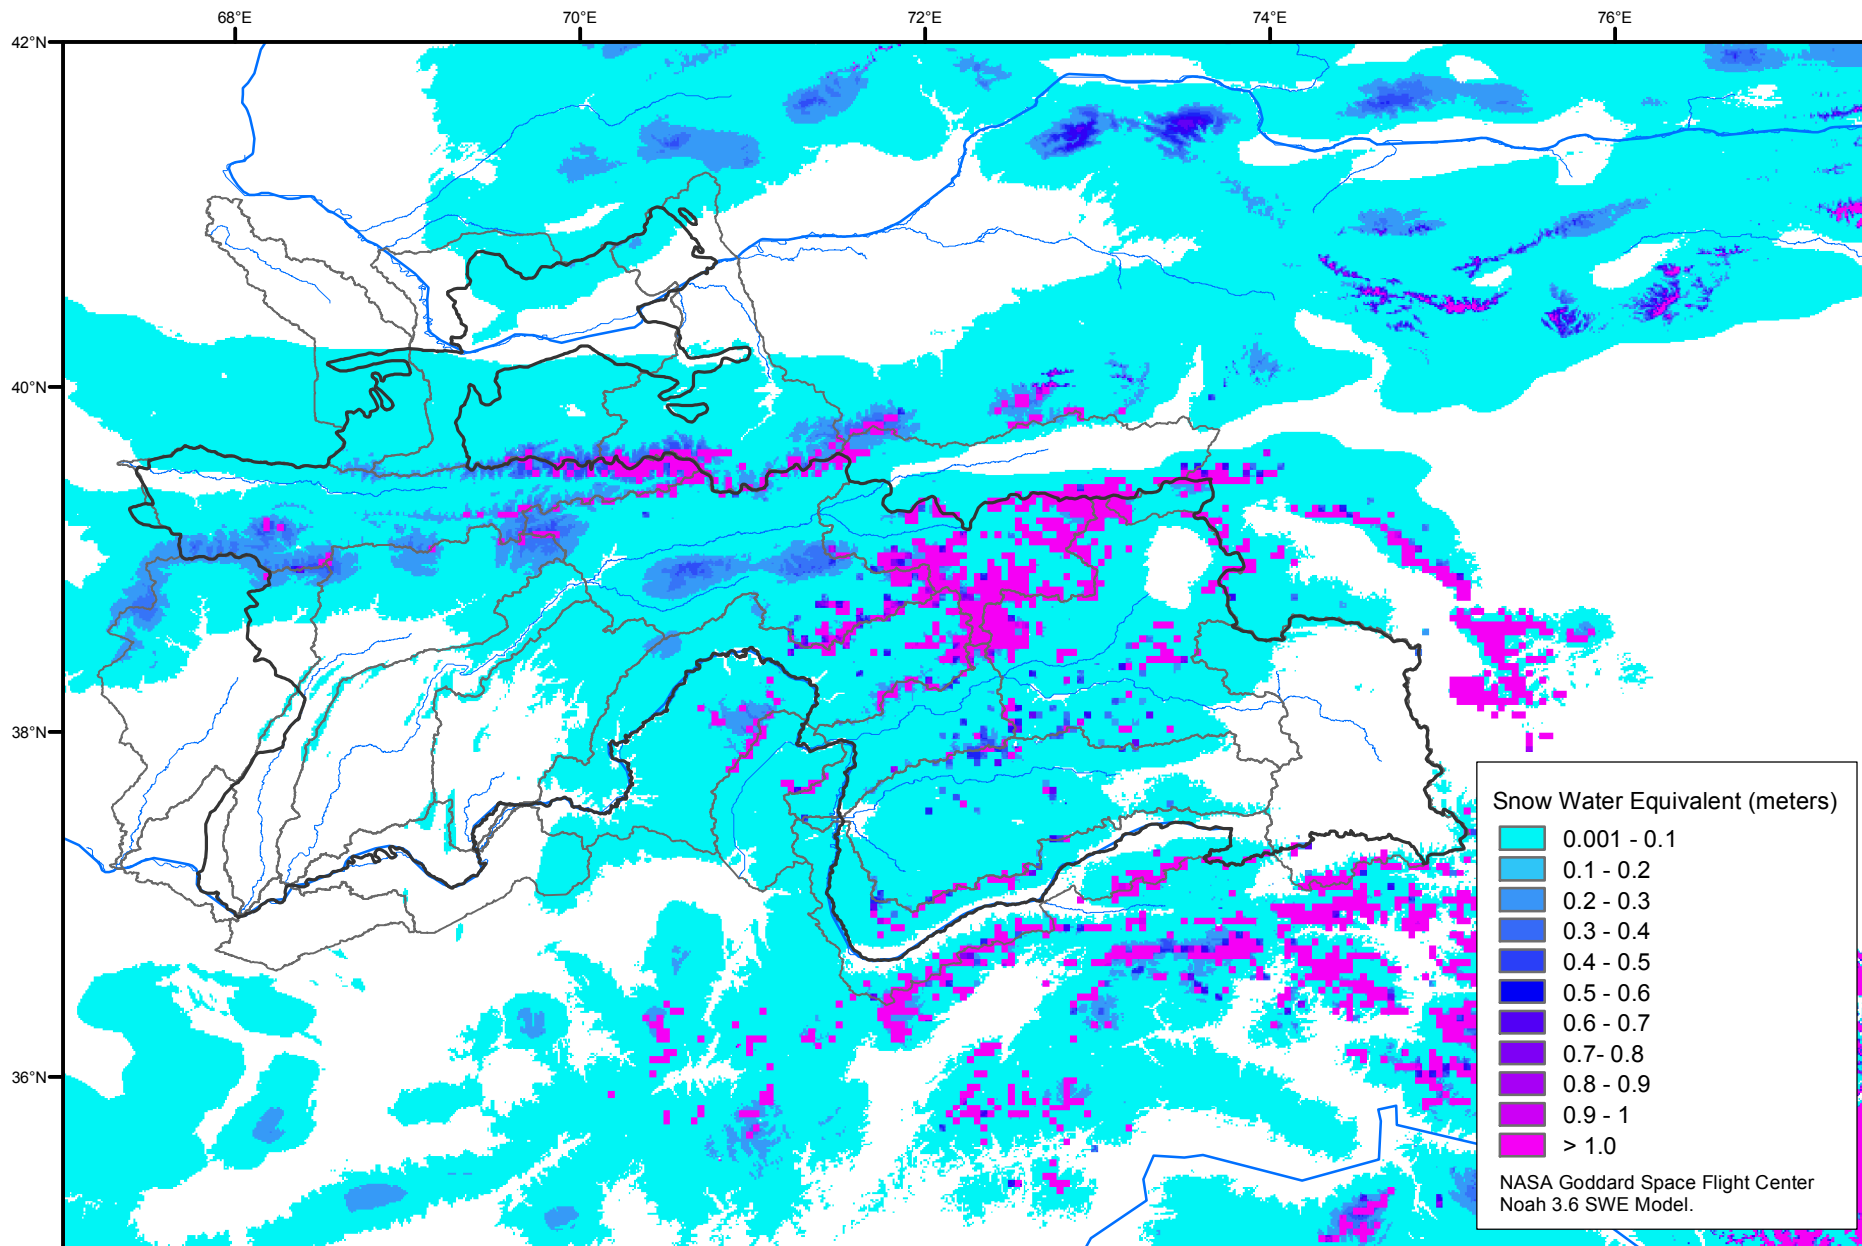 68°E
70°E
72°E
74°E
76°E
42°N
40°N
38°N
36°N
Snow Water Equivalent (meters)
0.001 - 0.1
0.1 - 0.2
0.2 - 0.3
0.3 - 0.4
0.4 - 0.5
0.5 - 0.6
0.6 - 0.7
0.7- 0.8
0.8 - 0.9
0.9 - 1
> 1.0
NASA Goddard Space Flight Center
Noah 3.6 SWE Model.